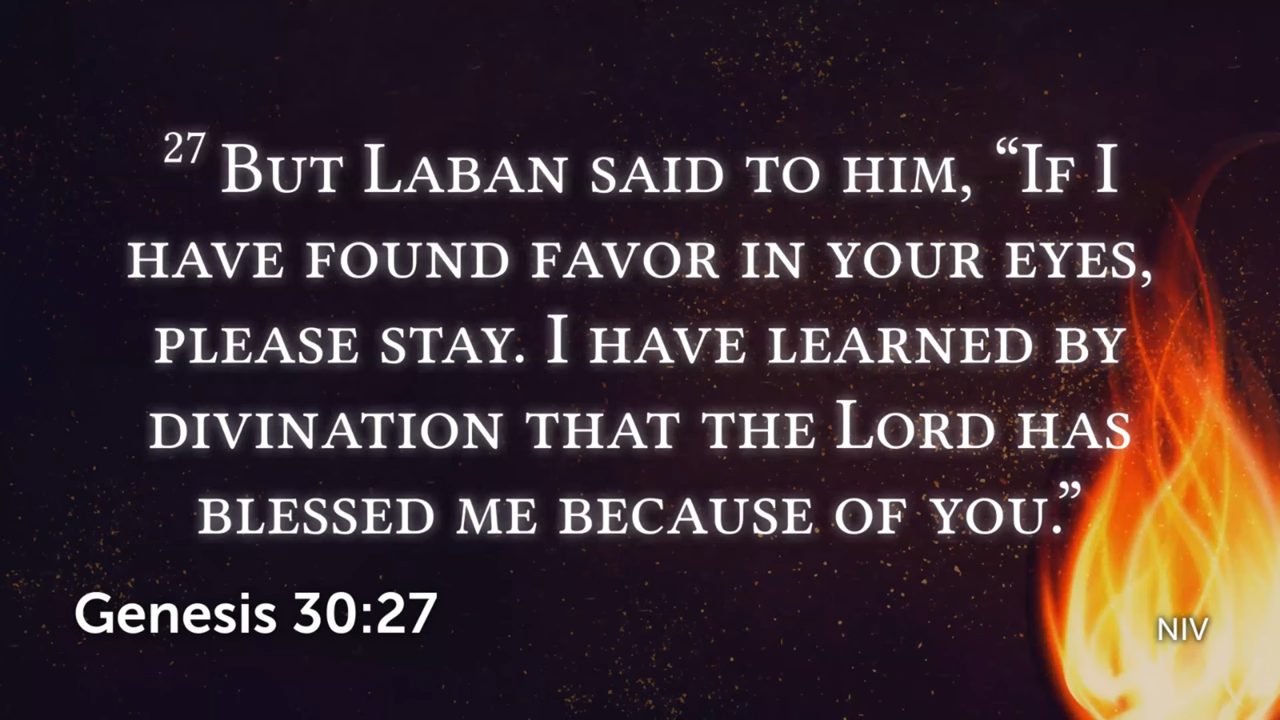 27 But Laban said to him, “If I
have found favor in your eyes,
please stay. I have learned by
divination that the Lord has
blessed me because of you.”
Genesis 30:27
NIV